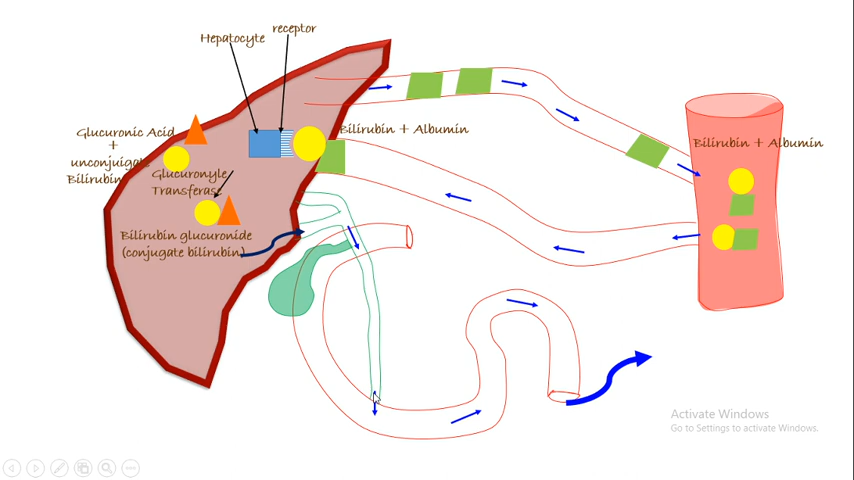 Hepatocyte
receptor
Glucuronic Acid
+
unconjuigate
Bilirubin
Bilirubin + Albumin
Glucuronyle
Transferase
Bilirubin glucuronide
(conjugate bilirubin)
Bilirubin + Albumin
Activate Windows
Go to Settings to activate Windows.